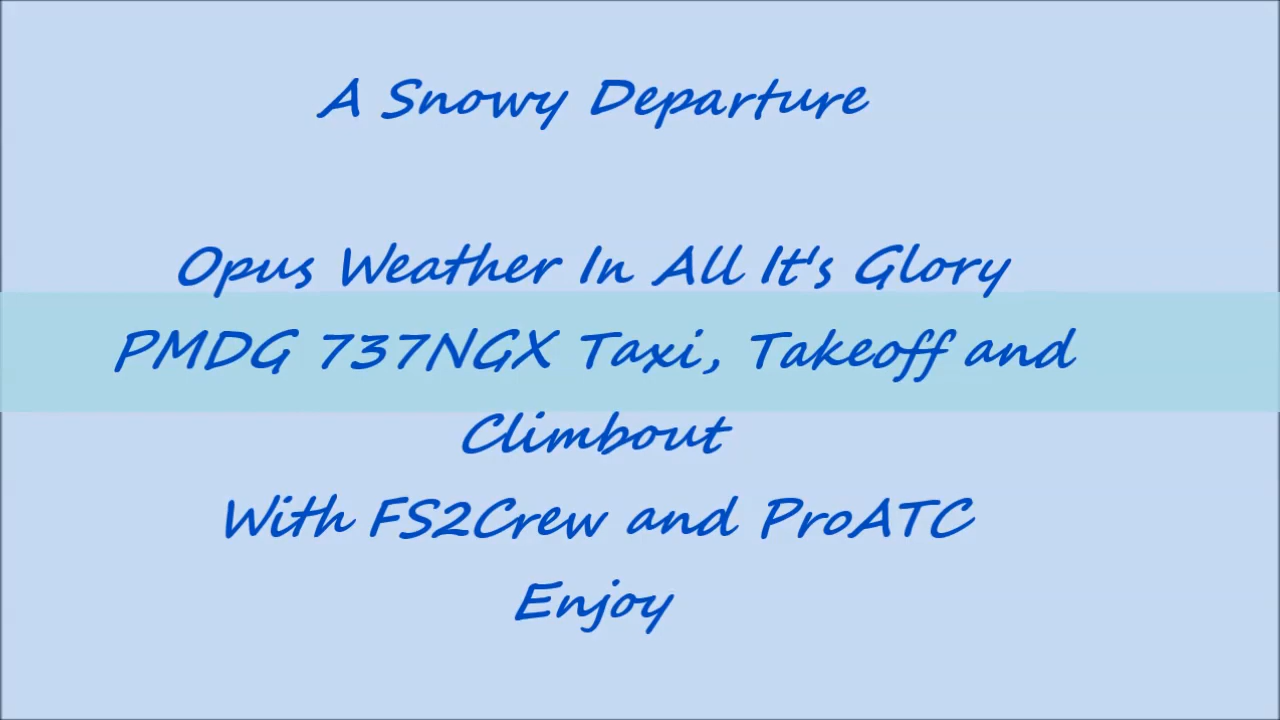 A Snowy Departure
Opus Weather In All It's Glory
PMDG 737NGX Taxi, Takeoff and
Climbout
With FS2Crew and ProATC
Enjoy